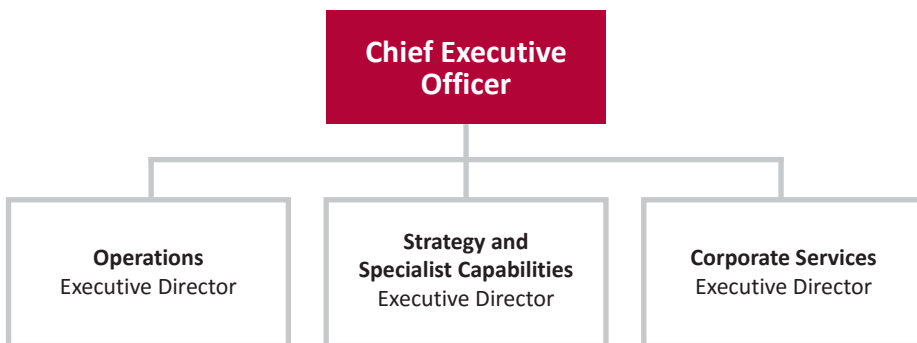 Chief Executive
Officer
Operations
Executive Director
Strategy and
Specialist Capabilities
Executive Director
Corporate Services
Executive Director